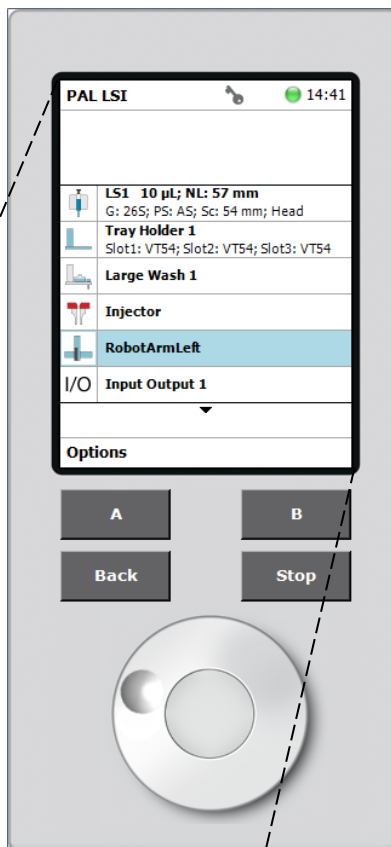 PAL LSI 14:41
LS1 10 µL; NL: 57 mm
G: 26S; PS: AS; Sc: 54 mm; Head
Tray Holder 1
Slot1: VT54; Slot2: VT54; Slot3: VT54
Large Wash 1
Injector
RobotArmLeft
I/O Input Output 1
Options
A B
Back Stop